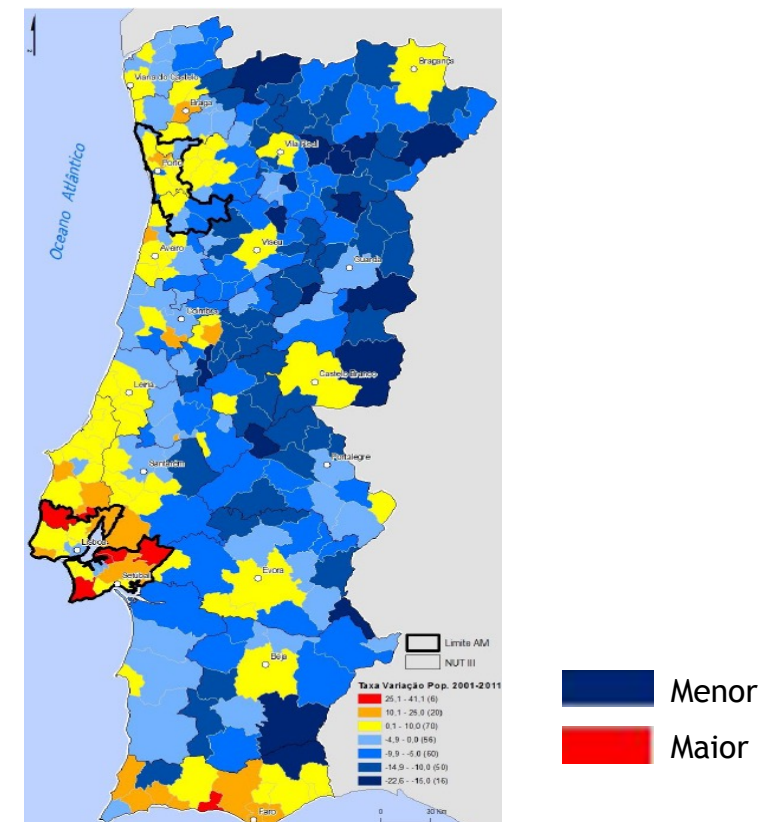 Bragança
Viana do Castelo
Braga
Vila Real
Porto
Oceano Atlântico
Aveiro
Viseu
Guarda
Coimbra
Castelo Branco
Leiria
Portalegre
Santarém
Lisboa
Setúbal
Évora
Limite AM
NUT III
Beja
Taxa Variação Pop. 2001-2011
25,1 - 41,1 (6)
10,1 - 25,0 (20)
0,1 - 10,0 (70)
-4,9 - 0,0 (56)
-9,9 - -5,0 (60)
-14,9 - -10,0 (50)
-22,6 - -15,0 (16)
Faro
0 30 Km
Menor
Maior